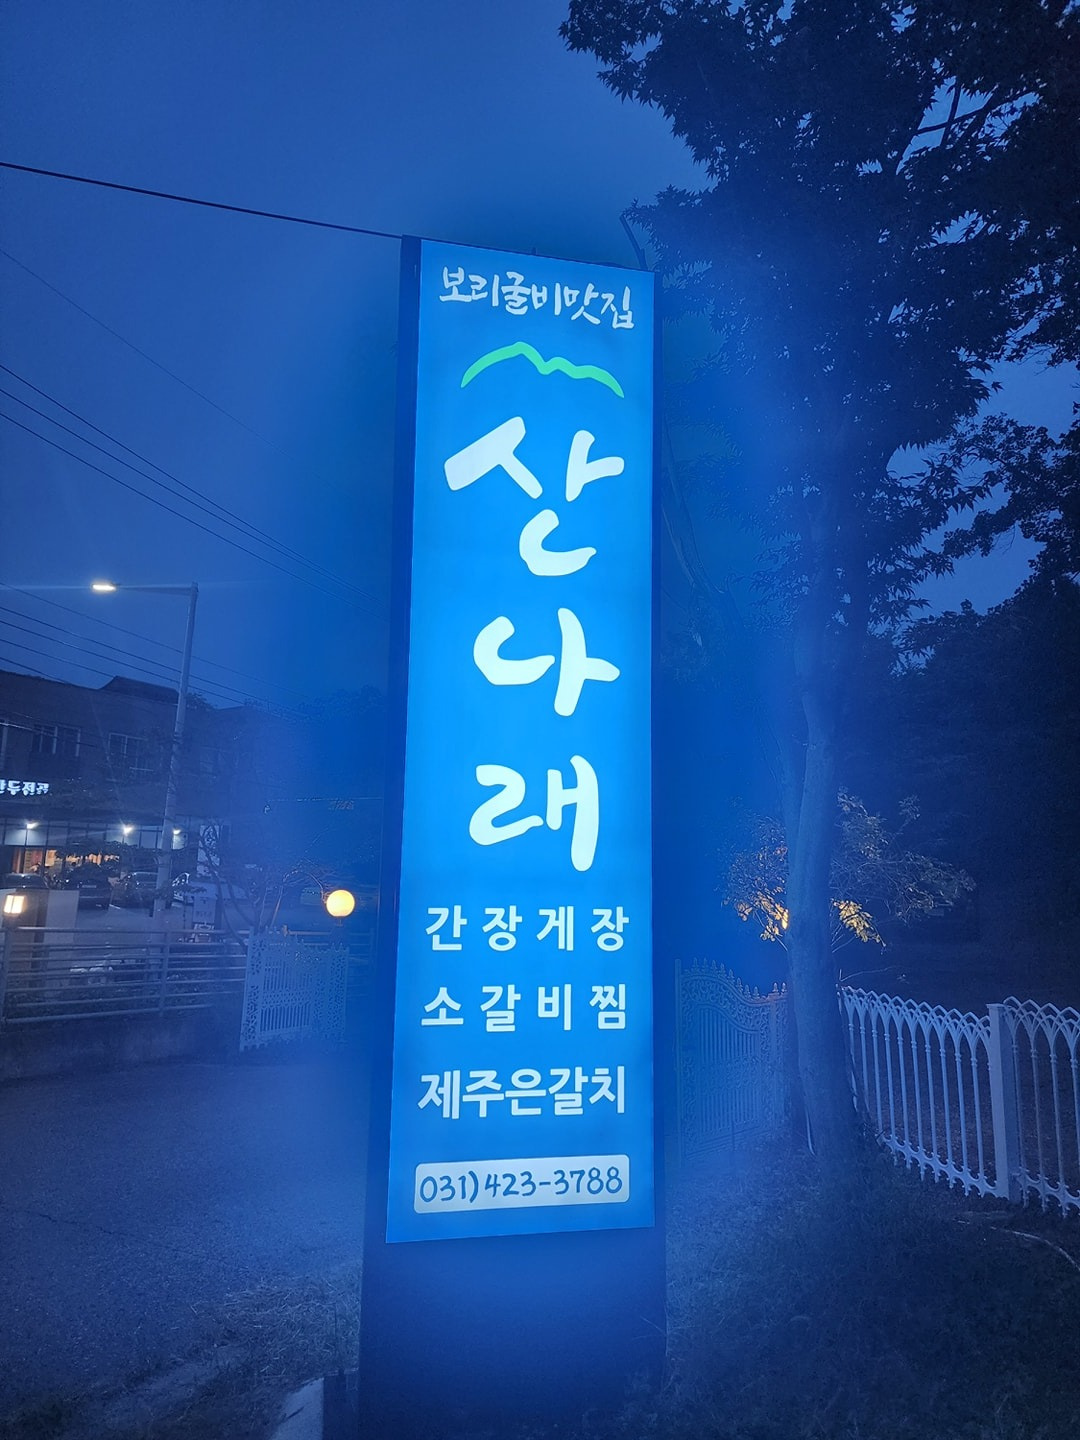 보리굴비맛집
산나래
간장게장
소갈비찜
제주은갈치
031)423-3788